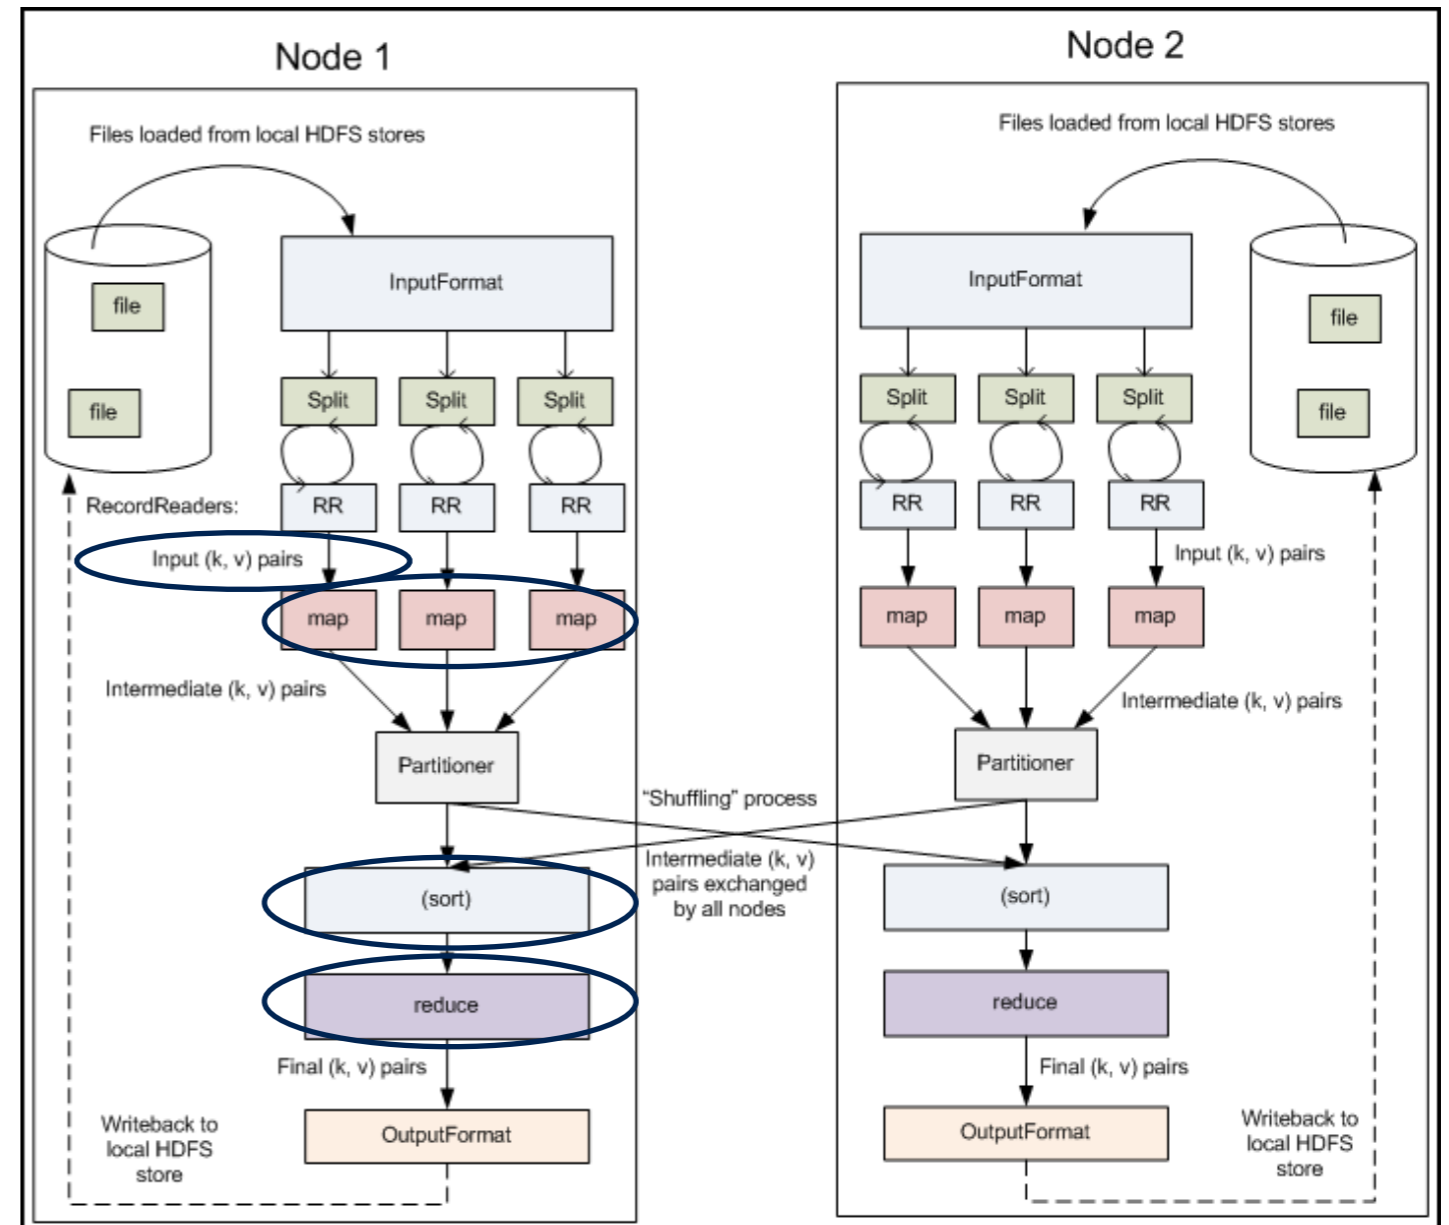 Node 1
Files loaded from local HDFS stores
file
file
InputFormat
Split Split Split
RecordReaders:
RR RR RR
Input (k, v) pairs
map map map
Intermediate (k, v) pairs
Partitioner
(sort)
reduce
Final (k, v) pairs
OutputFormat
Writeback to
local HDFS
store
"Shuffling" process
Intermediate (k, v)
pairs exchanged
by all nodes
Node 2
Files loaded from local HDFS stores
InputFormat
file
file
Split Split Split
RR RR RR
Input (k, v) pairs
map map map
Intermediate (k, v) pairs
Partitioner
(sort)
reduce
Final (k, v) pairs
OutputFormat
Writeback to
local HDFS
store